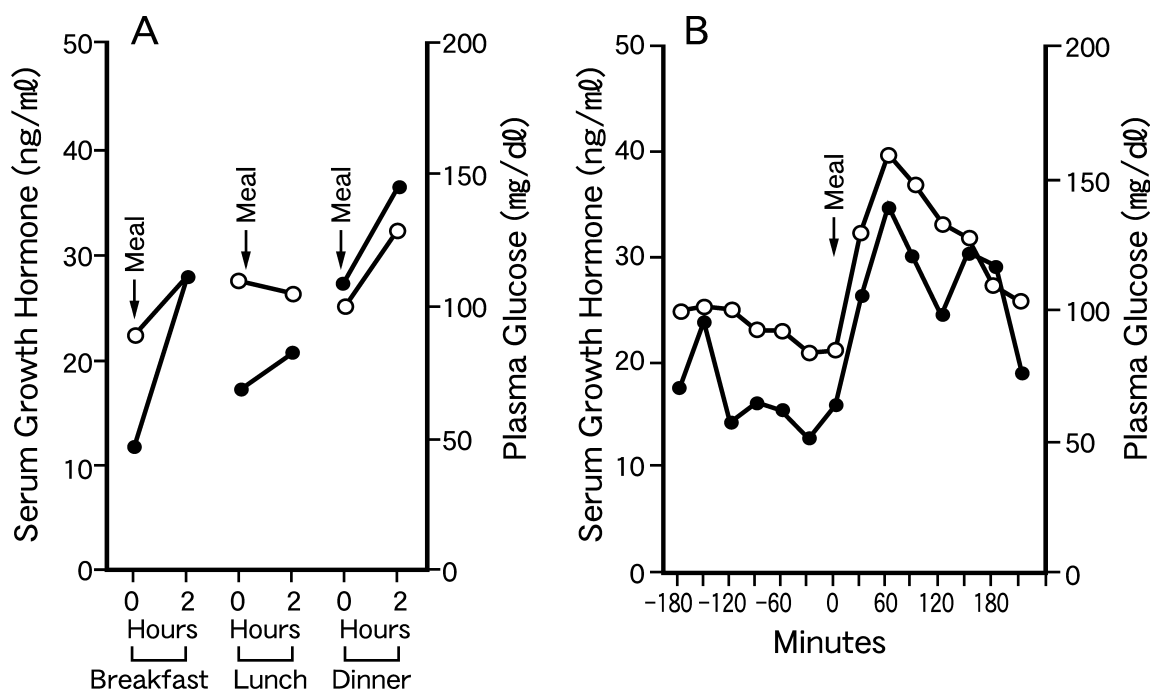 A
Serum Growth Hormone (ng/㎖)
50
40
30
20
10
0
Meal
Meal
Meal
200
150
100
50
0
Plasma Glucose (㎎/㎗)
0 2 0 2 0 2
Hours Hours Hours
Breakfast Lunch Dinner
B
Serum Growth Hormone (ng/㎖)
50
40
30
20
10
0
Meal
200
150
100
50
0
Plasma Glucose (㎎/㎗)
−180 −120 −60 0 60 120 180
Minutes